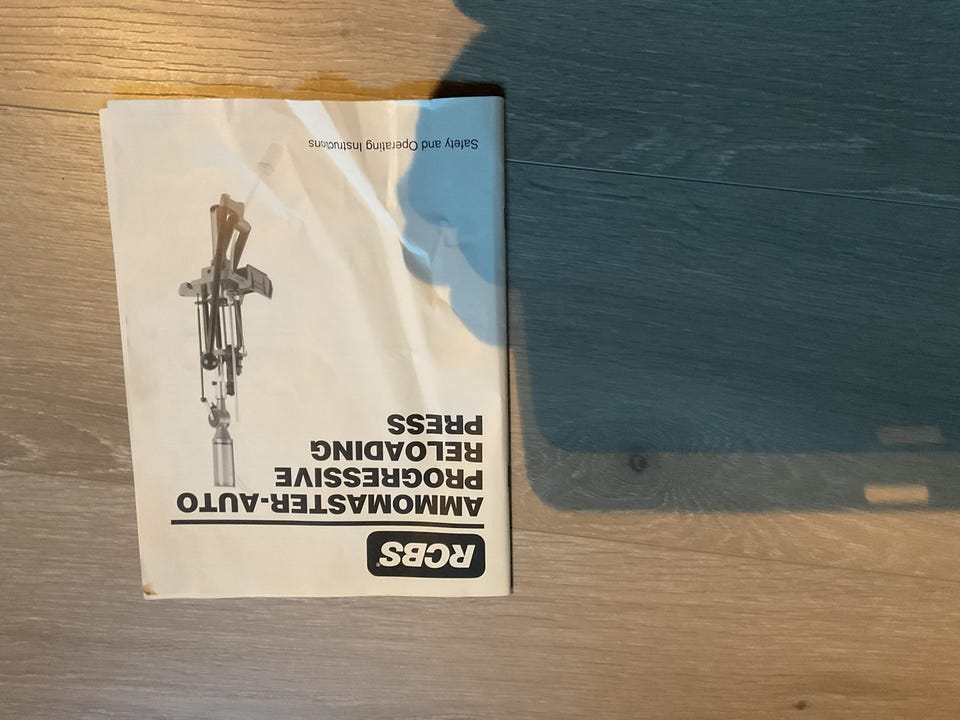 RCBS®
AMMOMASTER-AUTO
PROGRESSIVE
RELOADING
PRESS
Safety and Operating Instructions